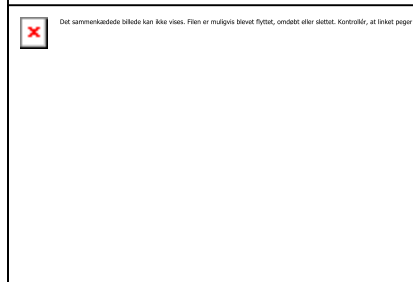 Det sammenkædede billede kan ikke vises. Filen er muligvis blevet flyttet, omdøbt eller slettet. Kontrollér, at linket peger